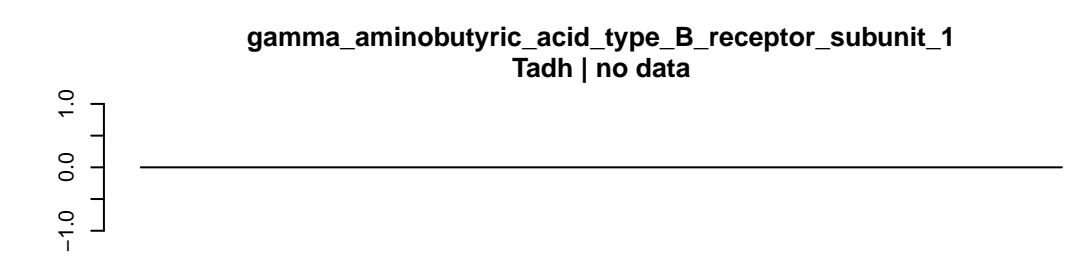 gamma_aminobutyric_acid_type_B_receptor_subunit_1
Tadh | no data
1.0
0.0
−1.0